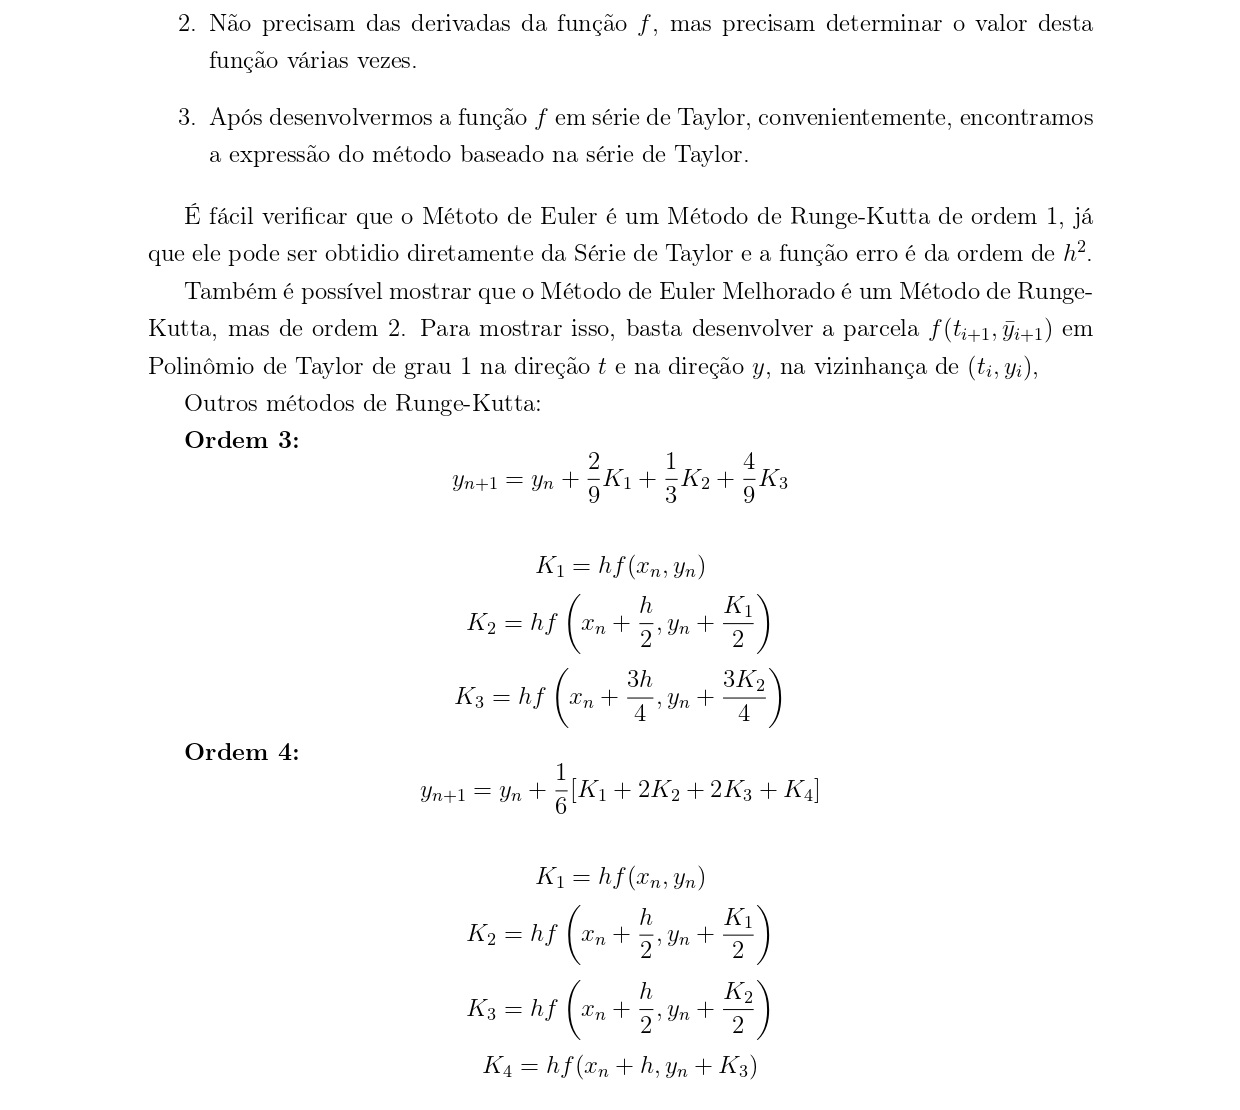 2. Não precisam das derivadas da função f, mas precisam determinar o valor desta
função várias vezes.
3. Após desenvolvermos a função f em série de Taylor, convenientemente, encontramos
a expressão do método baseado na série de Taylor.
É fácil verificar que o Métoto de Euler é um Método de Runge-Kutta de ordem 1, já
que ele pode ser obtidio diretamente da Série de Taylor e a função erro é da ordem de h^2.
Também é possível mostrar que o Método de Euler Melhorado é um Método de Runge-
Kutta, mas de ordem 2. Para mostrar isso, basta desenvolver a parcela f(t_{i+1}, ȳ_{i+1}) em
Polinômio de Taylor de grau 1 na direção t e na direção y, na vizinhança de (t_i, y_i),
Outros métodos de Runge-Kutta:
Ordem 3:
y_{n+1} = y_n + \frac{2}{9}K_1 + \frac{1}{3}K_2 + \frac{4}{9}K_3
K_1 = hf(x_n, y_n)
K_2 = hf\left(x_n + \frac{h}{2}, y_n + \frac{K_1}{2}\right)
K_3 = hf\left(x_n + \frac{3h}{4}, y_n + \frac{3K_2}{4}\right)
Ordem 4:
y_{n+1} = y_n + \frac{1}{6}[K_1 + 2K_2 + 2K_3 + K_4]
K_1 = hf(x_n, y_n)
K_2 = hf\left(x_n + \frac{h}{2}, y_n + \frac{K_1}{2}\right)
K_3 = hf\left(x_n + \frac{h}{2}, y_n + \frac{K_2}{2}\right)
K_4 = hf(x_n + h, y_n + K_3)